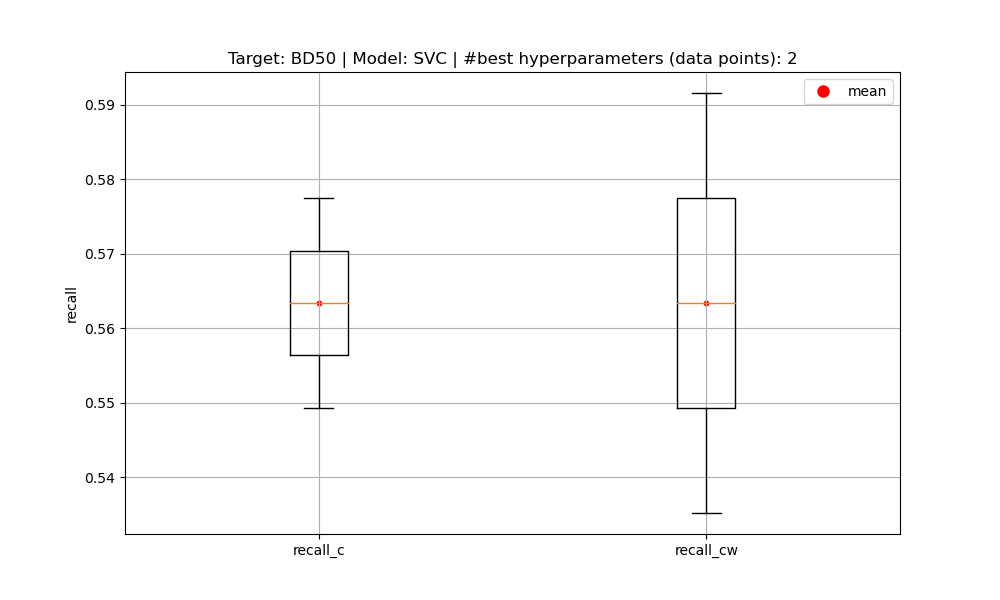 Target: BD50 | Model: SVC | #best hyperparameters (data points): 2
mean
0.59
0.58
0.57
0.56
0.55
0.54
recall
recall_c
recall_cw